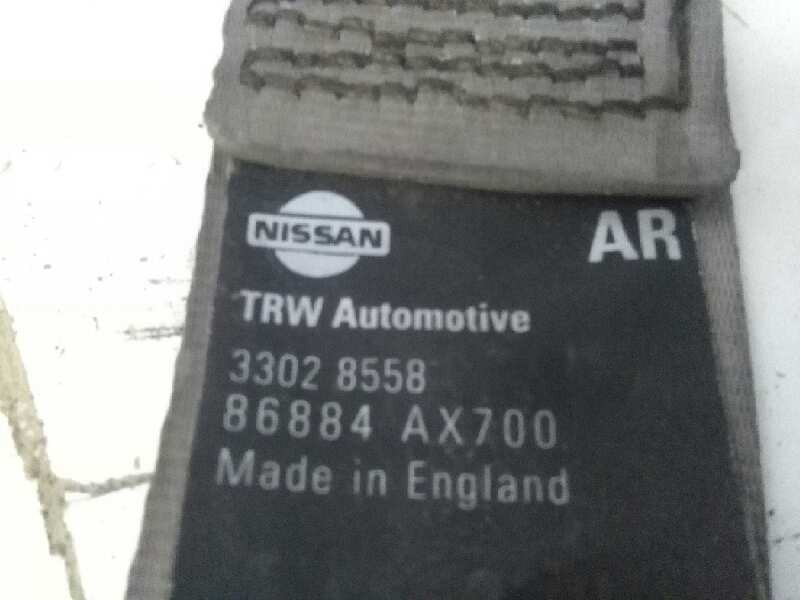 NISSAN
AR
TRW Automotive
3302 8558
86884 AX700
Made in England